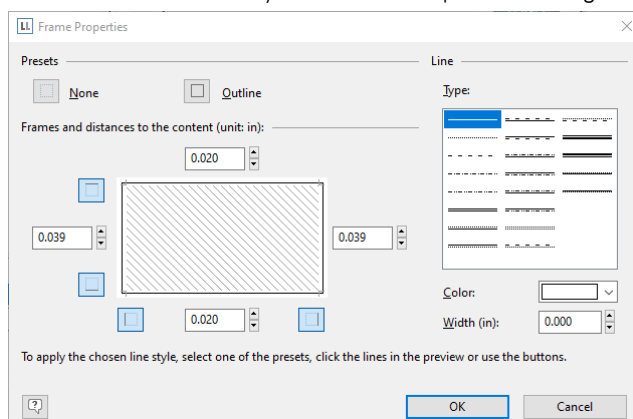 LL Frame Properties
Presets
None
Outline
Frames and distances to the content (unit: in):
0.020
0.039
0.039
0.020
Line
Type:
Color:
Width (in):
0.000
To apply the chosen line style, select one of the presets, click the lines in the preview or use the buttons.
?
OK
Cancel